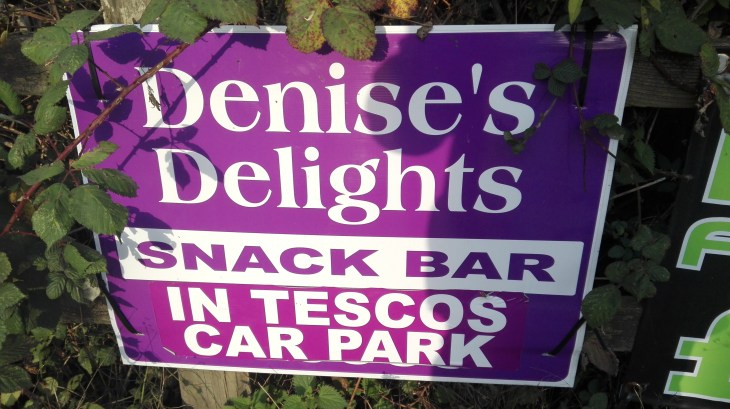 Denise's
Delights
SNACK BAR
IN TESCOS
CAR PARK